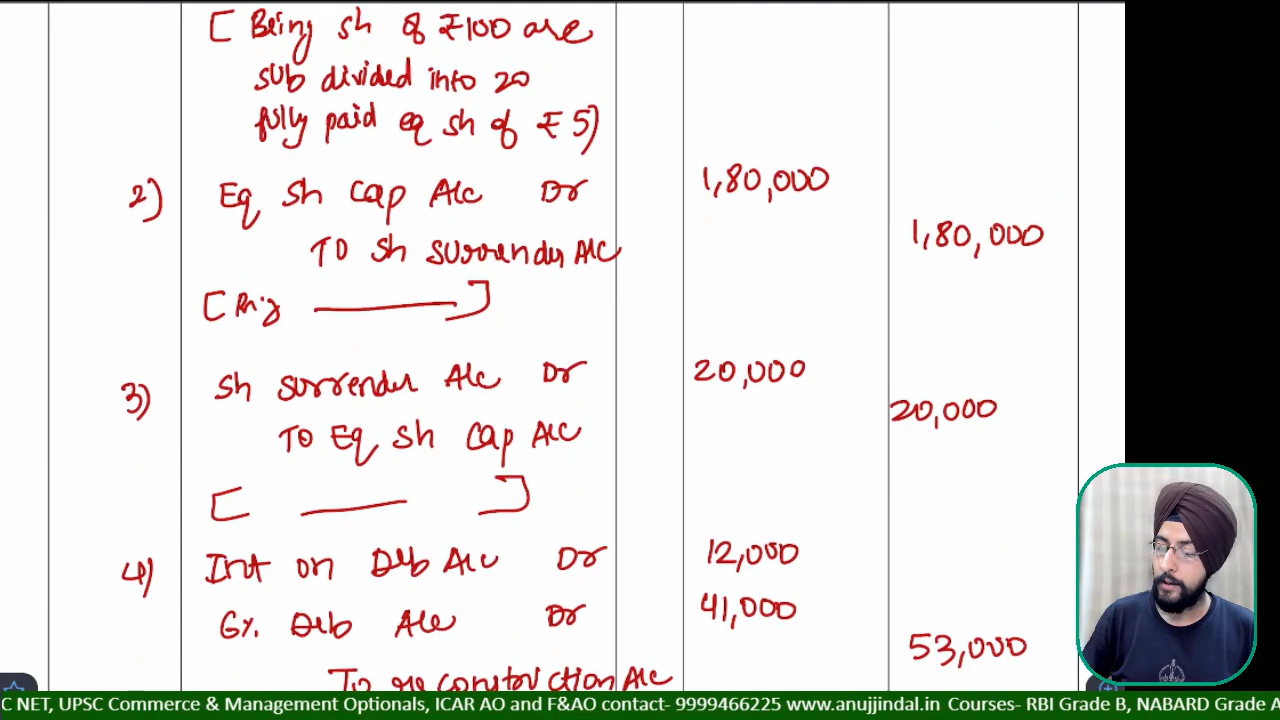 [ Being sh of ₹100 are
sub divided into 20
fully paid eq sh of ₹ 5)
2) Eq Sh Cap A/c Dr 1,80,000
To Sh surrender A/c 1,80,000
[ ]
3) Sh surrender A/c Dr 20,000
To Eq Sh Cap A/c 20,000
[ ]
4) Int on Deb A/c Dr 12,000
6%. Deb A/c Dr 41,000
53,000
To reconstruction A/c
C NET, UPSC Commerce & Management Optionals, ICAR AO and F&AO contact- 9999466225 www.anujjindal.in Courses- RBI Grade B, NABARD Grade A